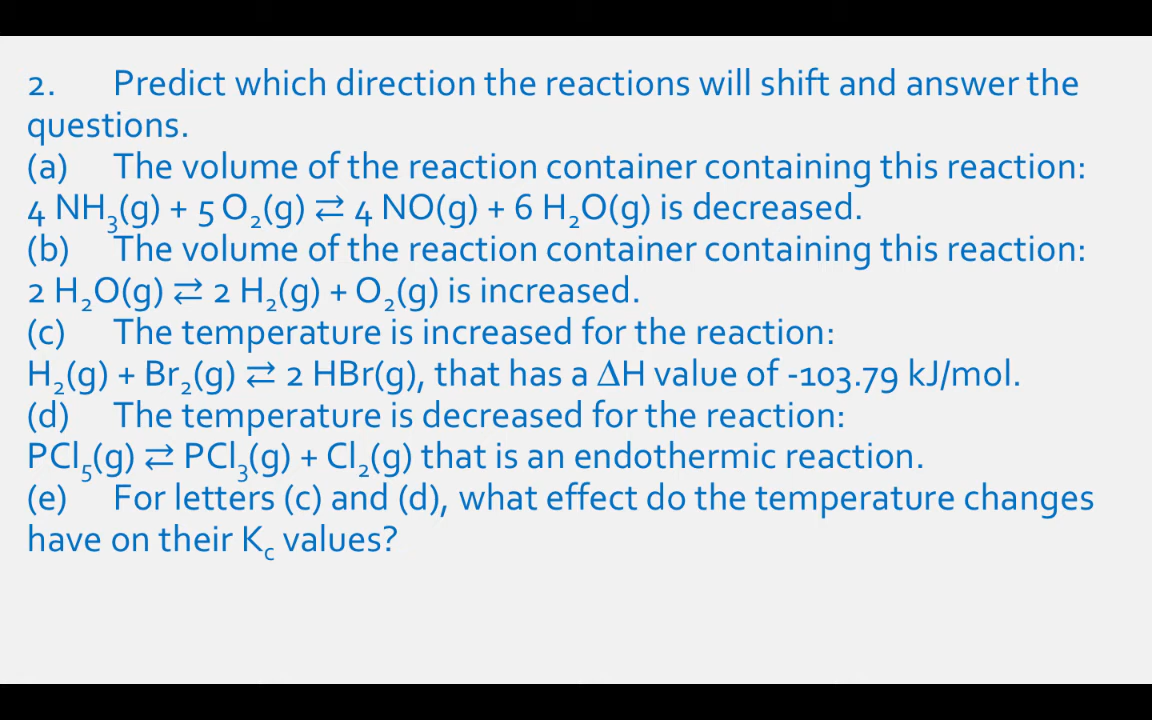 2. Predict which direction the reactions will shift and answer the
questions.
(a) The volume of the reaction container containing this reaction:
4 NH₃(g) + 5 O₂(g) ⇄ 4 NO(g) + 6 H₂O(g) is decreased.
(b) The volume of the reaction container containing this reaction:
2 H₂O(g) ⇄ 2 H₂(g) + O₂(g) is increased.
(c) The temperature is increased for the reaction:
H₂(g) + Br₂(g) ⇄ 2 HBr(g), that has a ΔH value of -103.79 kJ/mol.
(d) The temperature is decreased for the reaction:
PCl₅(g) ⇄ PCl₃(g) + Cl₂(g) that is an endothermic reaction.
(e) For letters (c) and (d), what effect do the temperature changes
have on their K꜀ values?